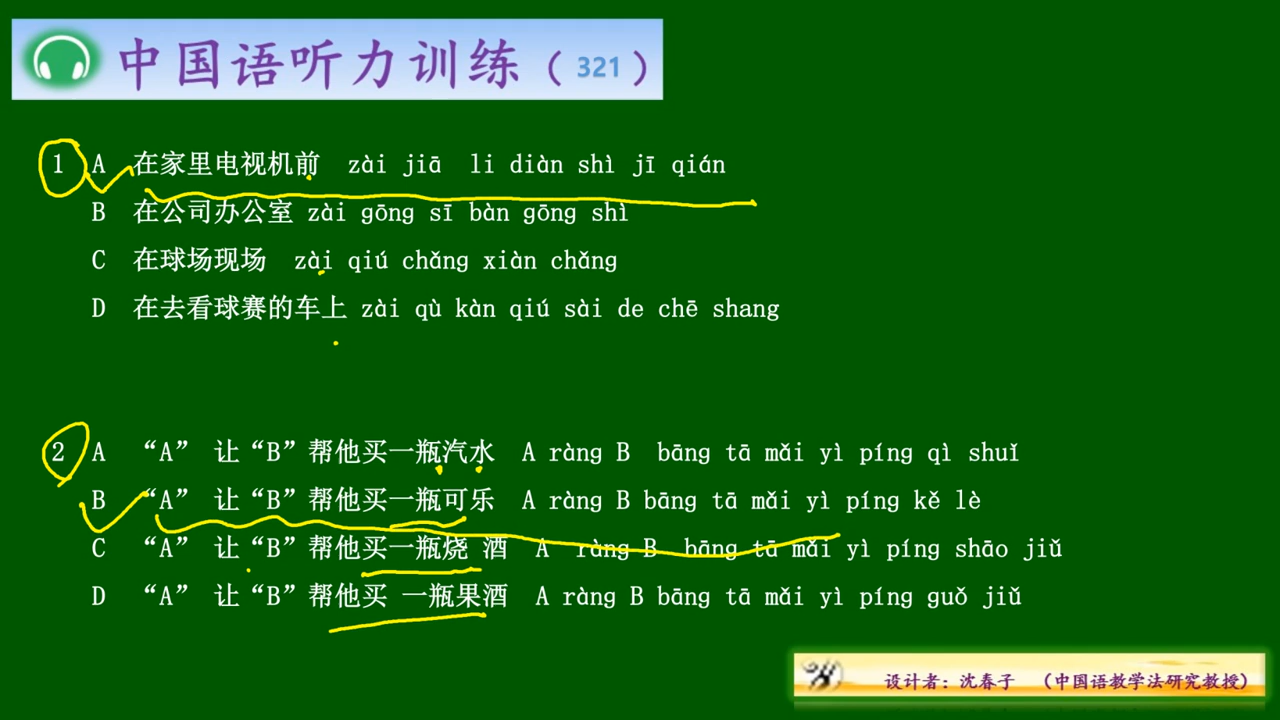 中国语听力训练（321）
1 A 在家里电视机前 zài jiā li diàn shì jī qián
B 在公司办公室 zài gōng sī bàn gōng shì
C 在球场现场 zài qiú chǎng xiàn chǎng
D 在去看球赛的车上 zài qù kàn qiú sài de chē shang
2 A “A” 让“B”帮他买一瓶汽水 A ràng B bāng tā mǎi yì píng qì shuǐ
B “A” 让“B”帮他买一瓶可乐 A ràng B bāng tā mǎi yì píng kě lè
C “A” 让“B”帮他买一瓶烧 酒 A ràng B bāng tā mǎi yì píng shāo jiǔ
D “A” 让“B”帮他买 一瓶果酒 A ràng B bāng tā mǎi yì píng guǒ jiǔ
设计者：沈春子 （中国语教学法研究教授）